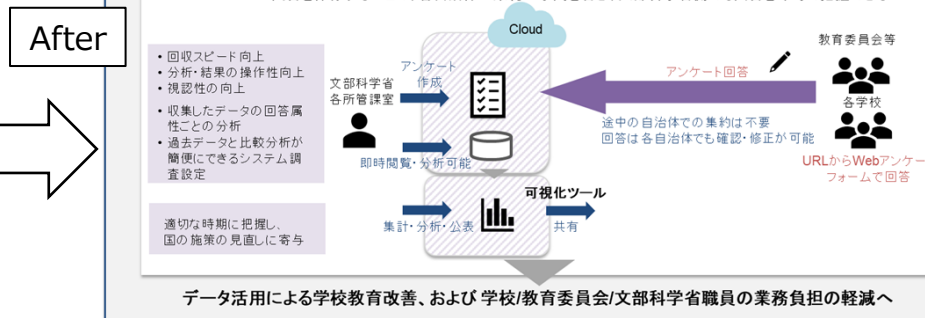 After
Cloud
教育委員会等
・回収スピード向上
・分析・結果の操作性向上
・視認性の向上
・収集したデータの回答属
性ごとの分析
・過去データと比較分析が
簡便にできるシステム調
査設定
文部科学省
各所管課室
アンケート
作成
アンケート回答
各学校
途中の自治体での集約は不要
回答は各自治体でも確認・修正が可能
即時閲覧・分析可能
URLからWebアンケー
フォームで回答
可視化ツール
適切な時期に把握し、
国の施策の見直しに寄与
集計・分析・公表
共有
データ活用による学校教育改善、および 学校/教育委員会/文部科学省職員の業務負担の軽減へ